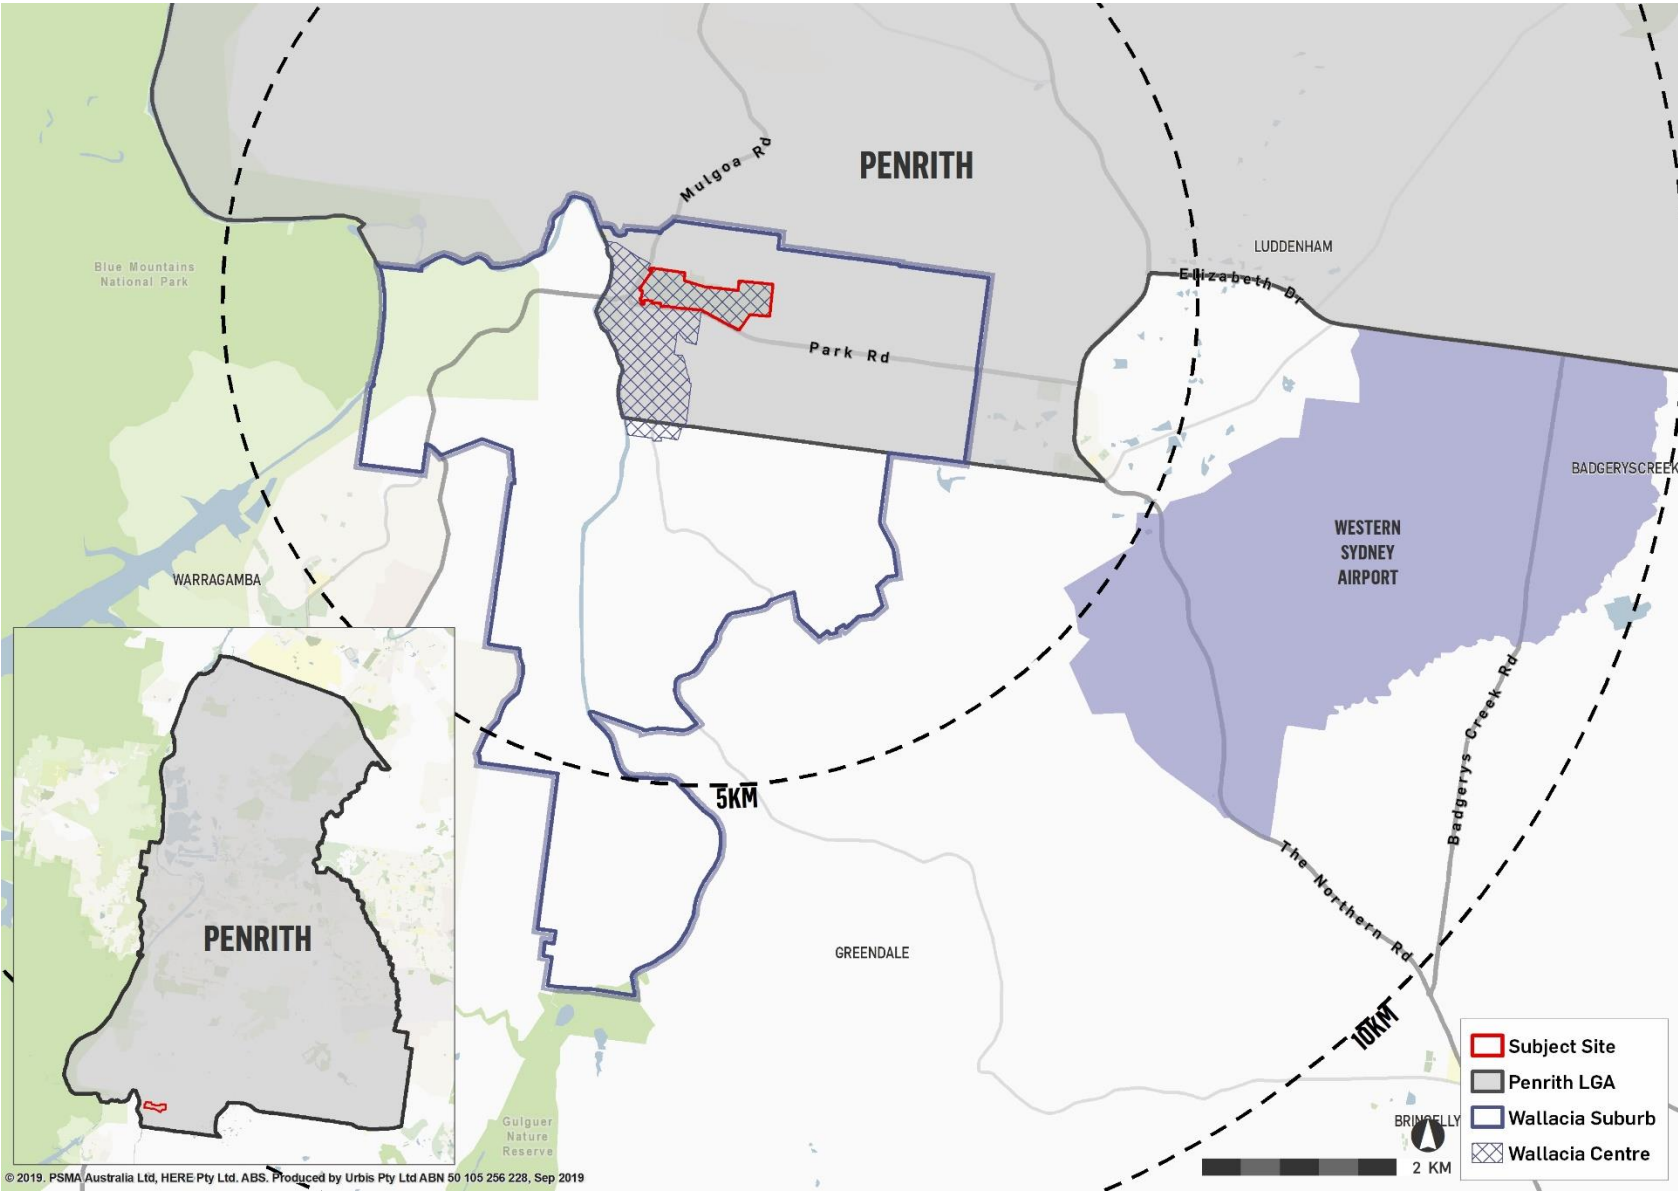 Mulgoa Rd
PENRITH
LUDDENHAM
Elizabeth Dr
Blue Mountains
National Park
Park Rd
BADGERYSCREEK
WESTERN
SYDNEY
AIRPORT
WARRAGAMBA
Badgerys Creek Rd
5KM
The Northern Rd
PENRITH
GREENDALE
10KM
Subject Site
Penrith LGA
Wallacia Suburb
Wallacia Centre
Gulguer
Nature
Reserve
BRINGELLY
2 KM
© 2019. PSMA Australia Ltd, HERE Pty Ltd. ABS. Produced by Urbis Pty Ltd ABN 50 105 256 228, Sep 2019